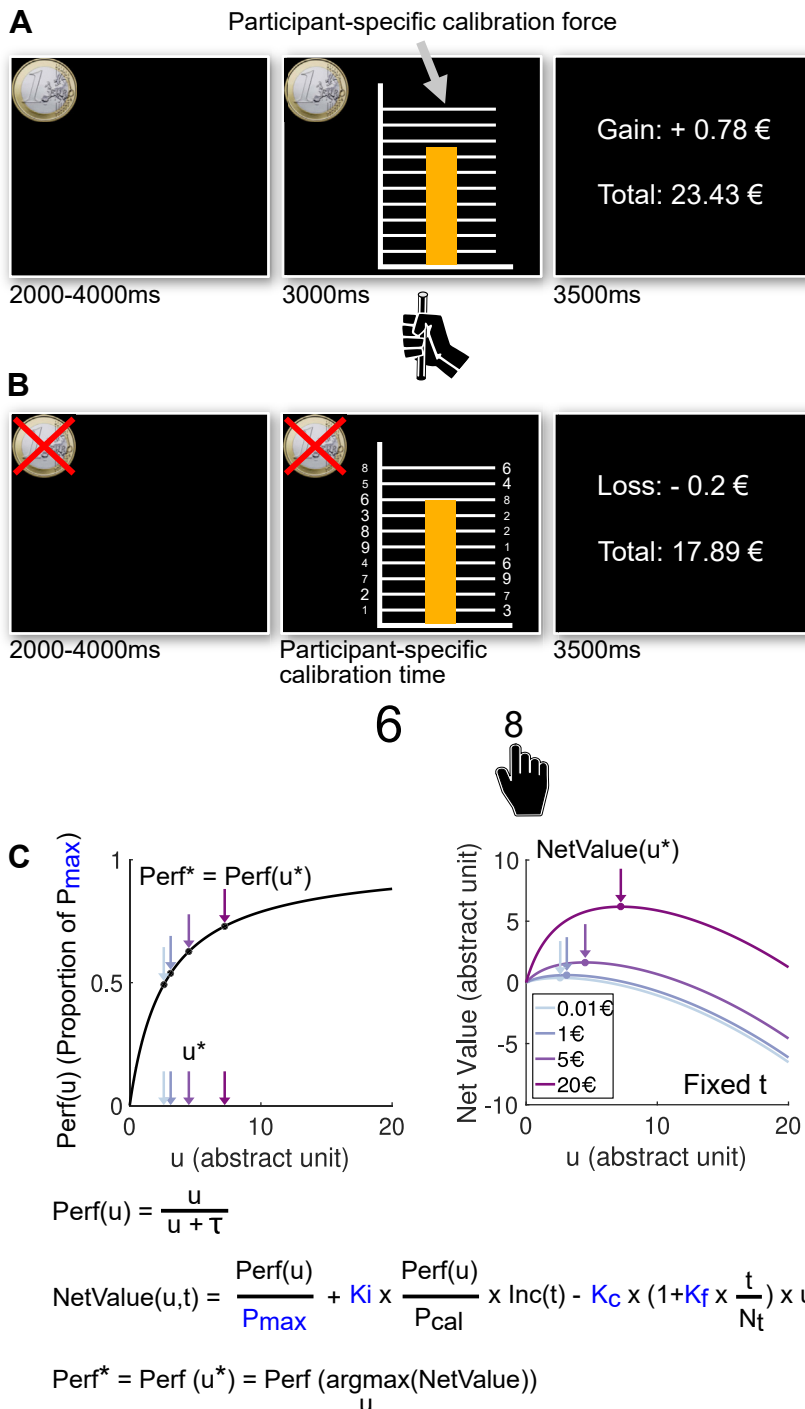 A
Participant-specific calibration force
1
1
Gain: + 0.78 €
Total: 23.43 €
2000-4000ms
3000ms
3500ms
B
1
1
8 6
5 4
6 8
3 2
8 2
9 1
4 6
7 9
2 7
1 3
Loss: - 0.2 €
Total: 17.89 €
2000-4000ms
Participant-specific
calibration time
3500ms
6 8
C
Perf(u) (Proportion of Pmax)
1
0.5
0
Perf* = Perf(u*)
u*
0 10 20
u (abstract unit)
Net Value (abstract unit)
10
5
0
-5
-10
NetValue(u*)
0.01€
1€
5€
20€
Fixed t
0 10 20
u (abstract unit)
Perf(u) = u / u + τ
NetValue(u,t) = Perf(u) / Pmax + Ki x Perf(u) / Pcal x Inc(t) - Kc x (1+Kf x t / Nt) x u
Perf* = Perf (u*) = Perf (argmax(NetValue))
u